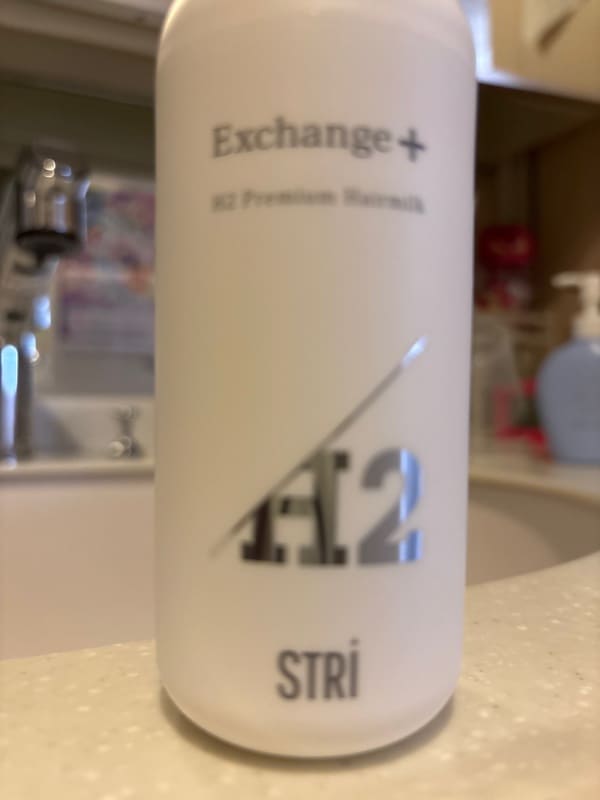 Exchange+
H2 Premium Hairmilk
H2
STRi